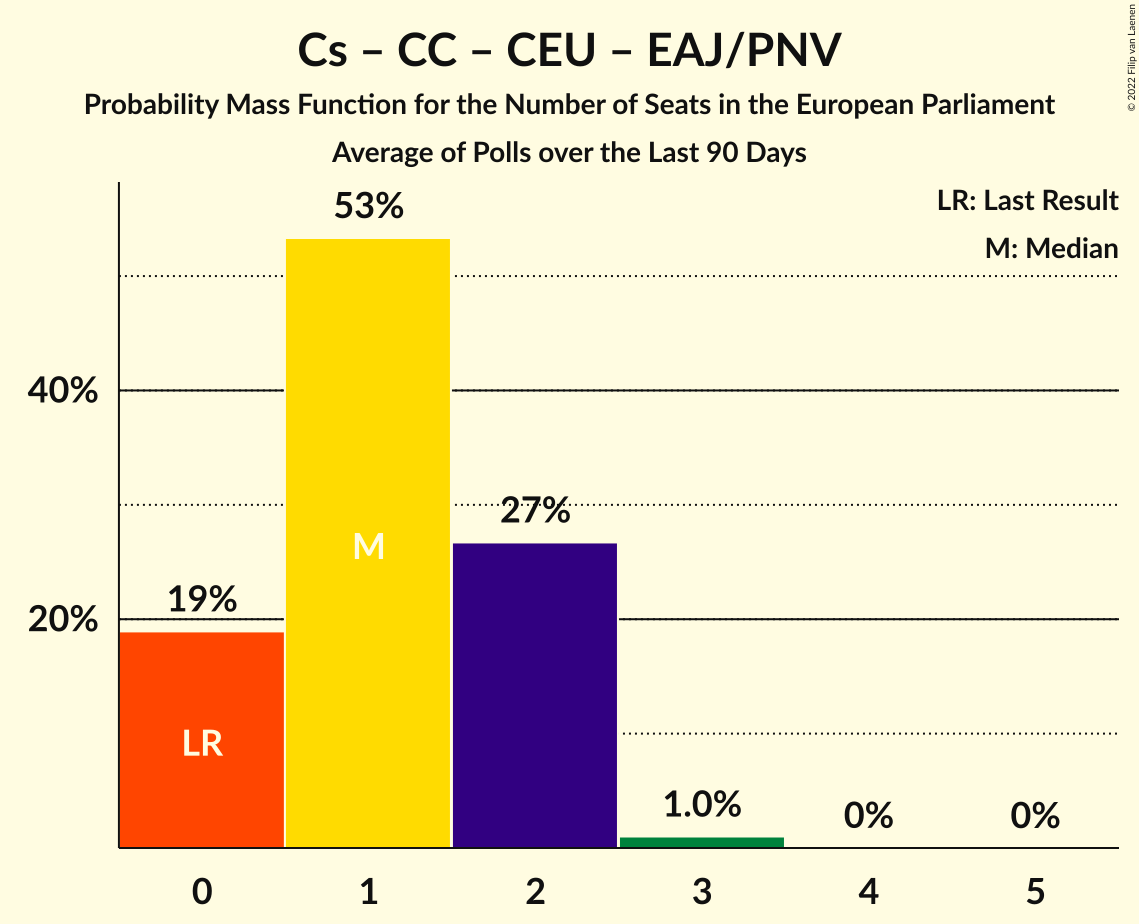 Cs – CC – CEU – EAJ/PNV
Probability Mass Function for the Number of Seats in the European Parliament
Average of Polls over the Last 90 Days
© 2022 Filip van Laenen
LR: Last Result
M: Median
53%
40%
27%
M
19%
20%
LR
1.0%
0%
0%
0 1 2 3 4 5